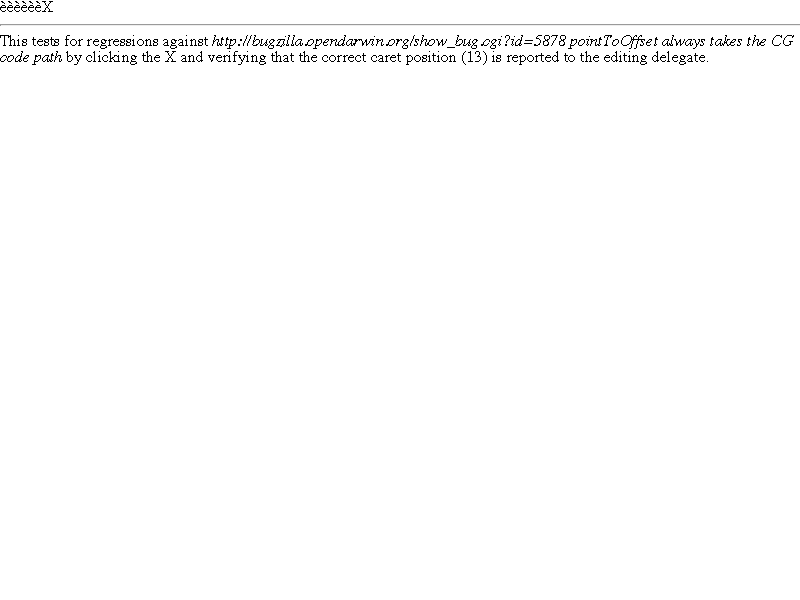 èèèèèèX
This tests for regressions against http://bugzilla.opendarwin.org/show_bug.cgi?id=5878 pointToOffset always takes the CG
code path by clicking the X and verifying that the correct caret position (13) is reported to the editing delegate.